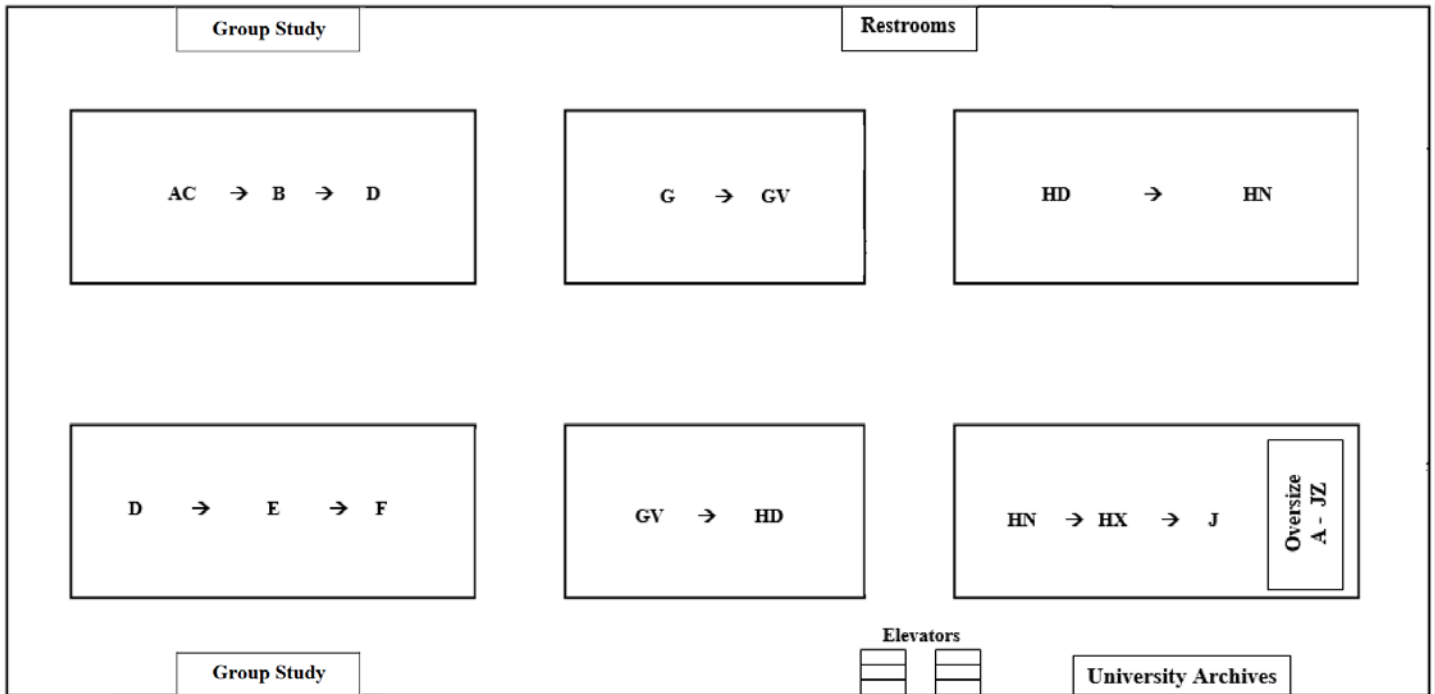 Group Study
Restrooms
AC → B → D
G → GV
HD → HN
D → E → F
GV → HD
HN → HX → J
Oversize
A - JZ
Elevators
Group Study
University Archives